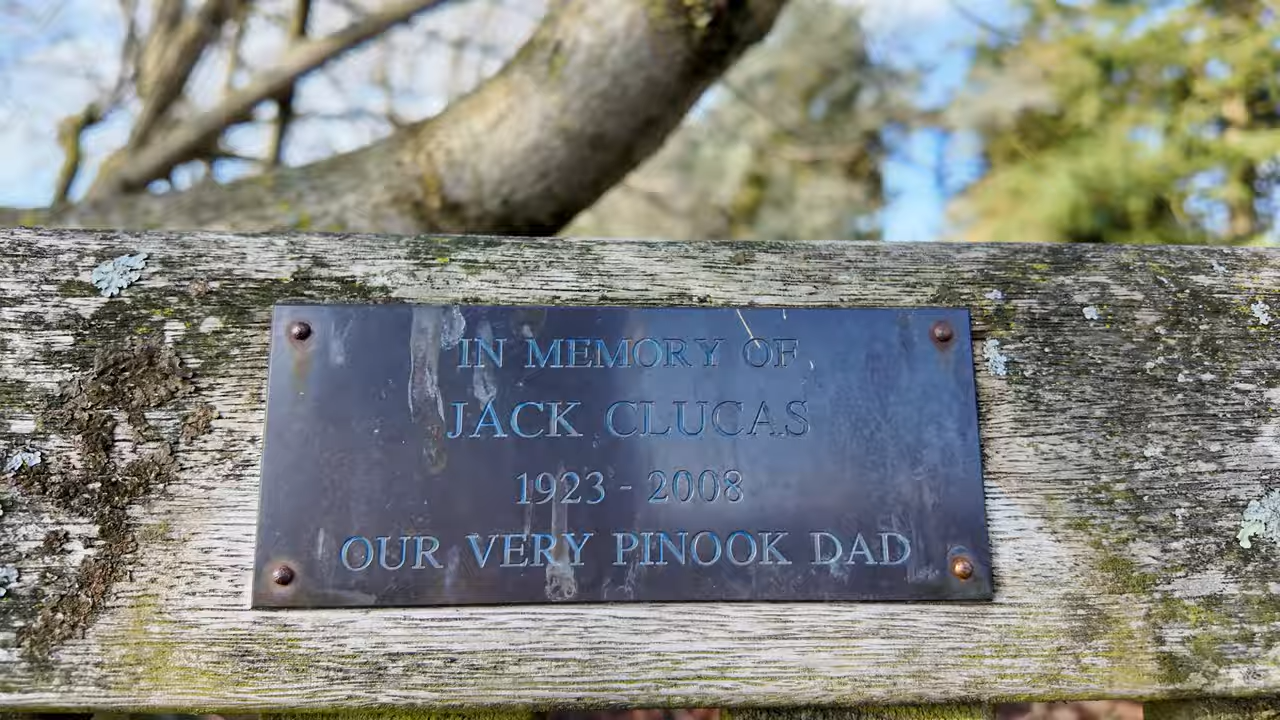 IN MEMORY OF
JACK CLUCAS
1923 - 2008
OUR VERY PINOOK DAD